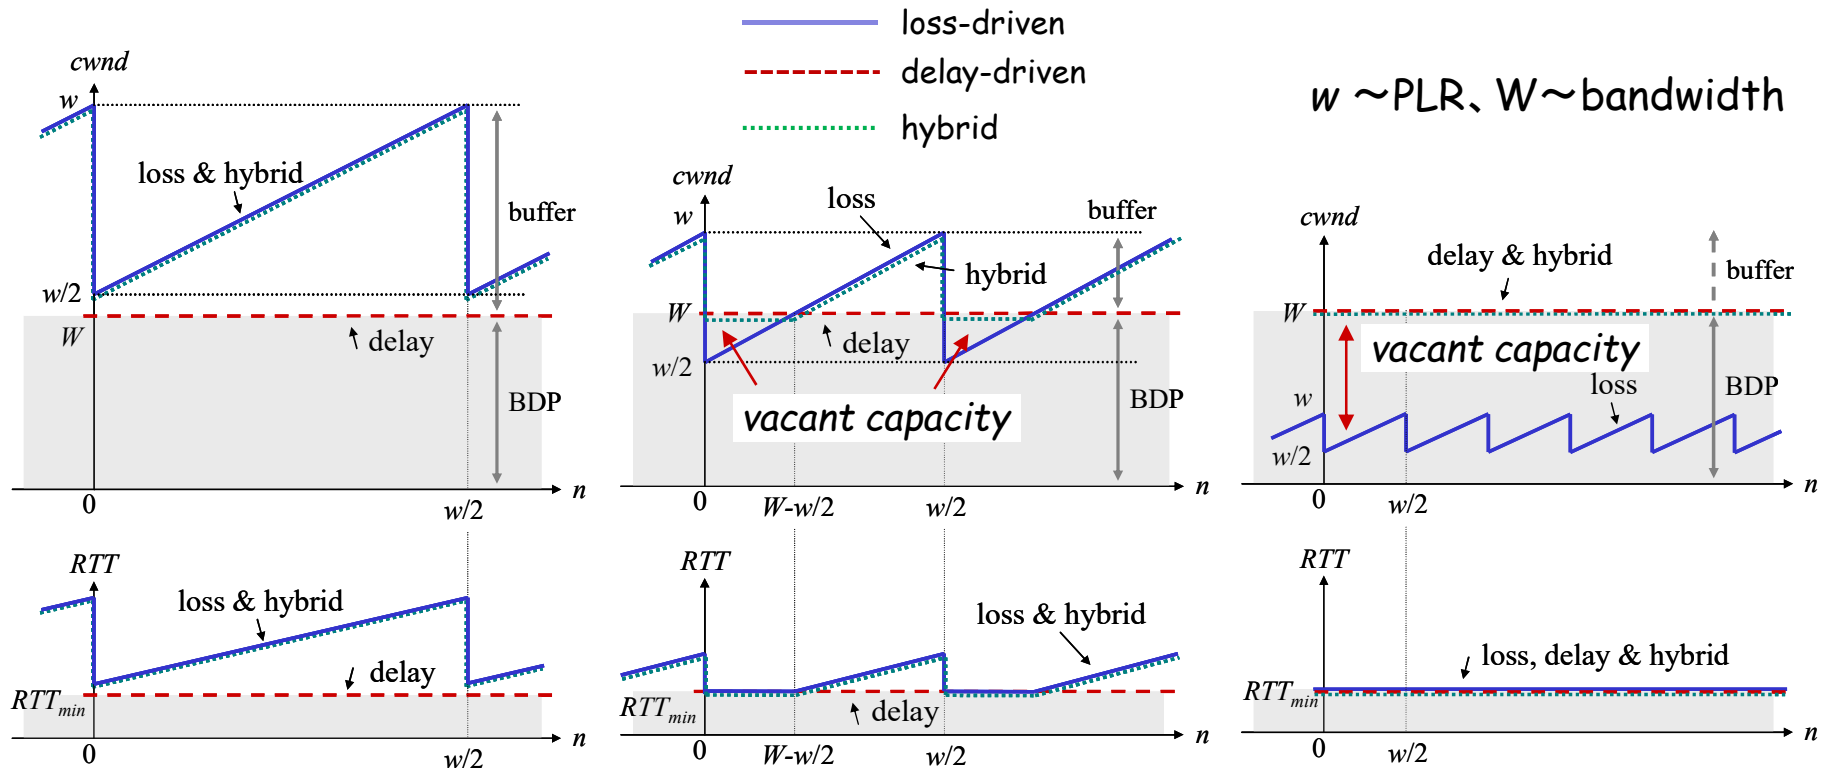 loss-driven
delay-driven
hybrid
w ～PLR、W～bandwidth
cwnd
w
loss & hybrid
buffer
w/2
W
delay
BDP
0
w/2
n
RTT
loss & hybrid
delay
RTTmin
0
w/2
n
cwnd
w
loss
buffer
hybrid
W
delay
w/2
BDP
vacant capacity
0
W-w/2
w/2
n
RTT
loss & hybrid
RTTmin
delay
0
W-w/2
w/2
n
cwnd
delay & hybrid
buffer
W
vacant capacity
loss
BDP
w
w/2
0
w/2
n
RTT
loss, delay & hybrid
RTTmin
0
w/2
n